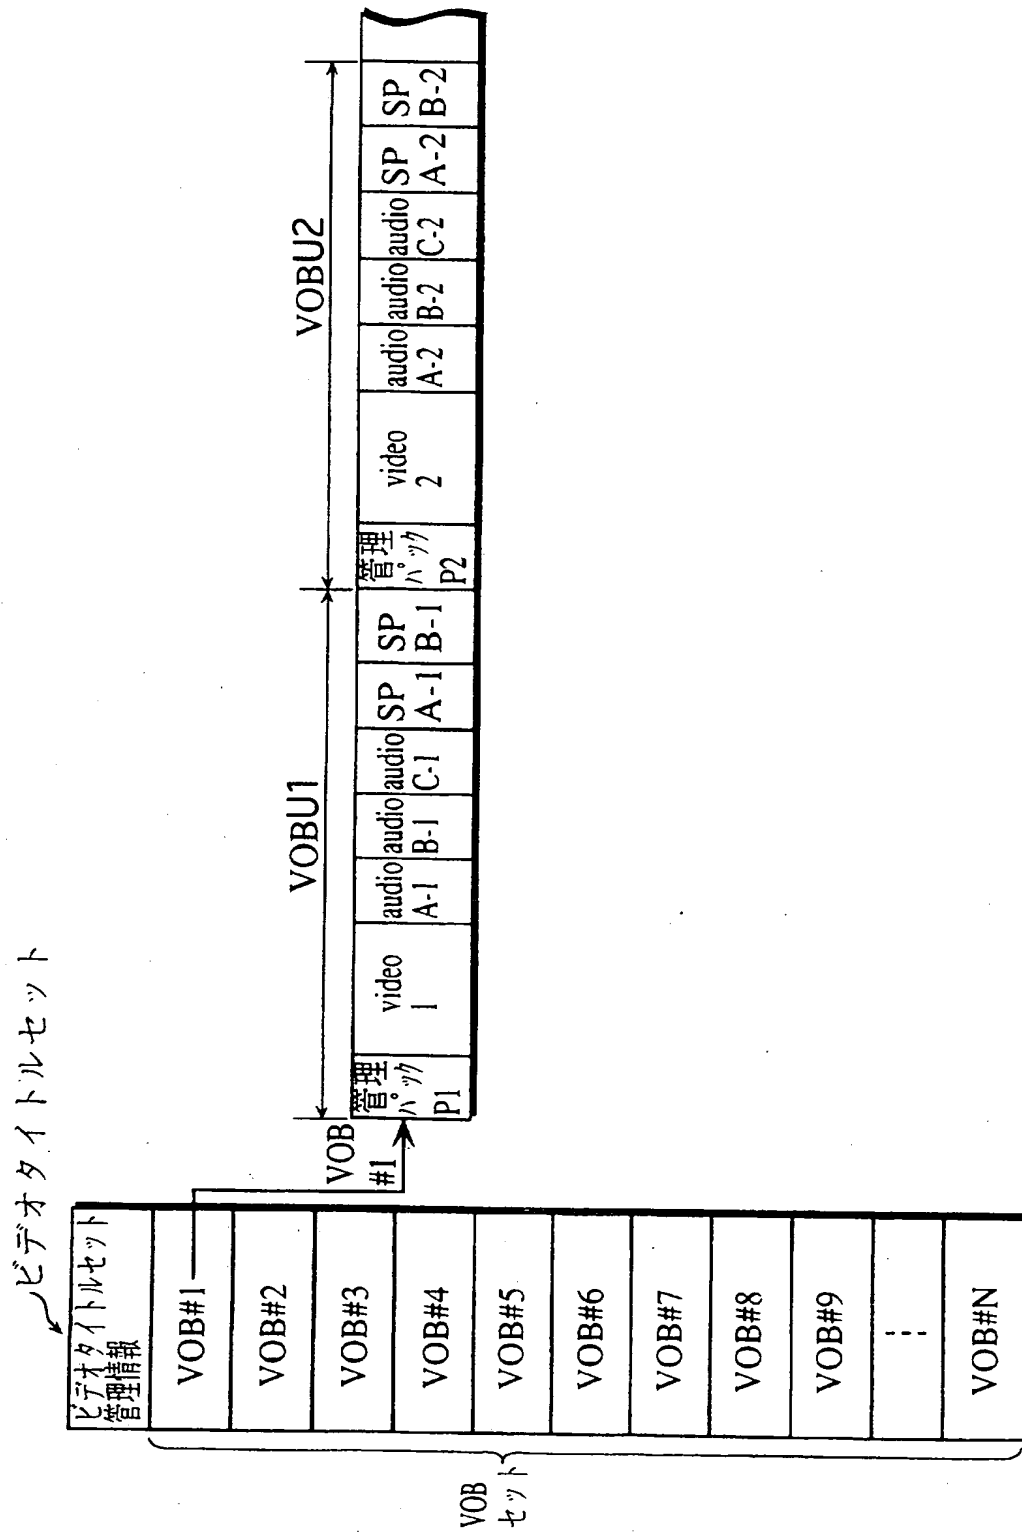 ビデオタイトルセット
ビデオタイトルセット
管理情報
VOB#1
VOB#2
VOB#3
VOB#4
VOB#5
VOB#6
VOB#7
VOB#8
VOB#9
----
VOB#N
VOB
セット
VOB
#1
VOBU1
VOBU2
管理
パック
P1
video
1
audio
A-1
audio
B-1
audio
C-1
SP
A-1
SP
B-1
管理
パック
P2
video
2
audio
A-2
audio
B-2
audio
C-2
SP
A-2
SP
B-2